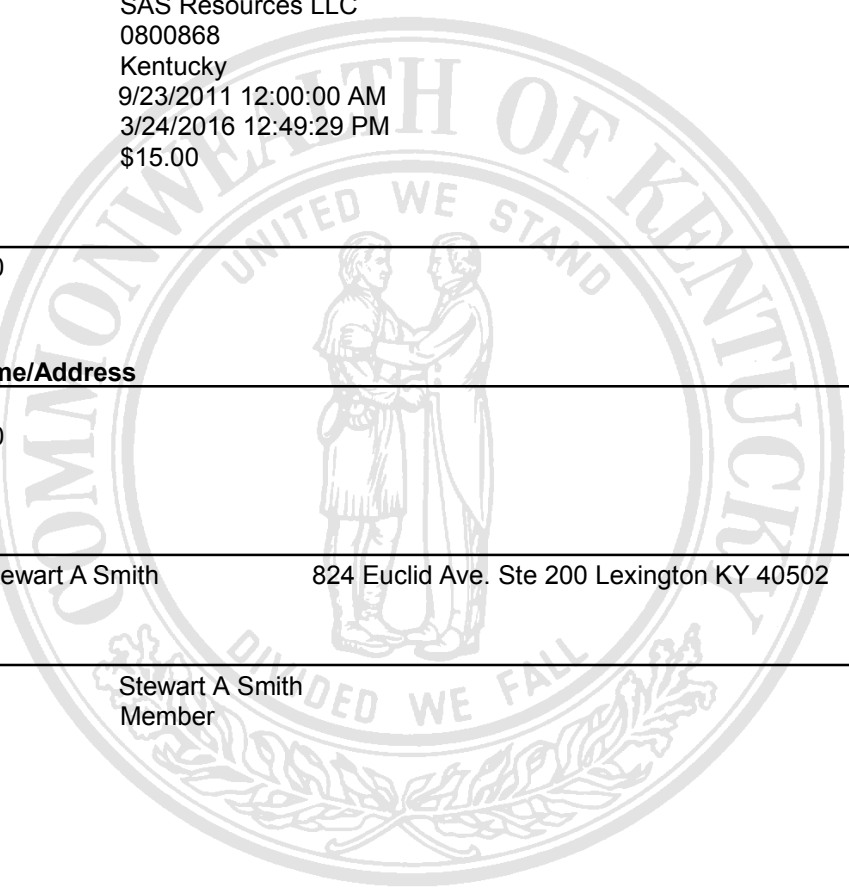 SAS Resources LLC
0800868
Kentucky
9/23/2011 12:00:00 AM
3/24/2016 12:49:29 PM
$15.00
COMMONWEALTH OF KENTUCKY
UNITED WE STAND
me/Address
ewart A Smith 824 Euclid Ave. Ste 200 Lexington KY 40502
Stewart A Smith
Member
DIVIDED WE FALL